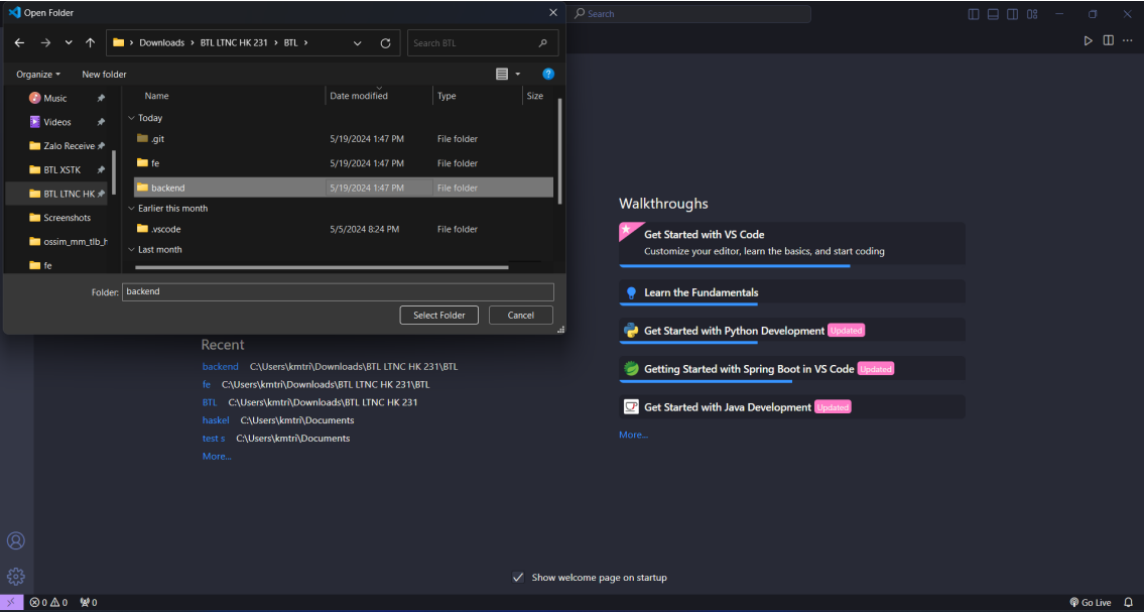 Open Folder
Search
Downloads › BTL LTNC HK 231 › BTL ›
Search BTL
Organize
New folder
Name Date modified Type Size
Music
Videos
Zalo Receive
BTL XSTK
BTL LTNC HK
Screenshots
ossim_mm_tlb_h
fe
Today
.git 5/19/2024 1:47 PM File folder
fe 5/19/2024 1:47 PM File folder
backend 5/19/2024 1:47 PM File folder
Earlier this month
.vscode 5/5/2024 8:24 PM File folder
Last month
Folder: backend
Select Folder Cancel
Recent
backend C:\Users\kmtri\Downloads\BTL LTNC HK 231\BTL
fe C:\Users\kmtri\Downloads\BTL LTNC HK 231\BTL
BTL C:\Users\kmtri\Downloads\BTL LTNC HK 231
haskel C:\Users\kmtri\Documents
test s C:\Users\kmtri\Documents
More...
Walkthroughs
Get Started with VS Code
Customize your editor, learn the basics, and start coding
Learn the Fundamentals
Get Started with Python Development Updated
Getting Started with Spring Boot in VS Code Updated
Get Started with Java Development Updated
More...
Show welcome page on startup
0 0 0
Go Live